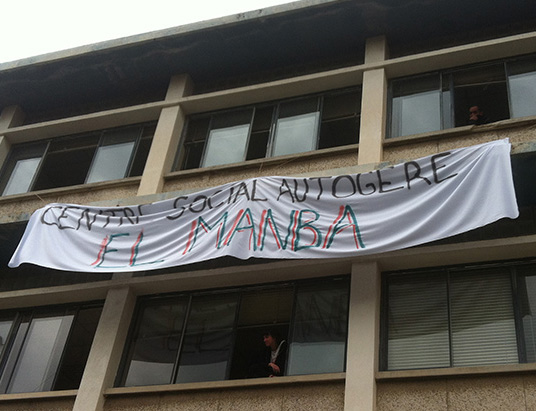 CENTRE SOCIAL AUTOGERE
EL MANBA